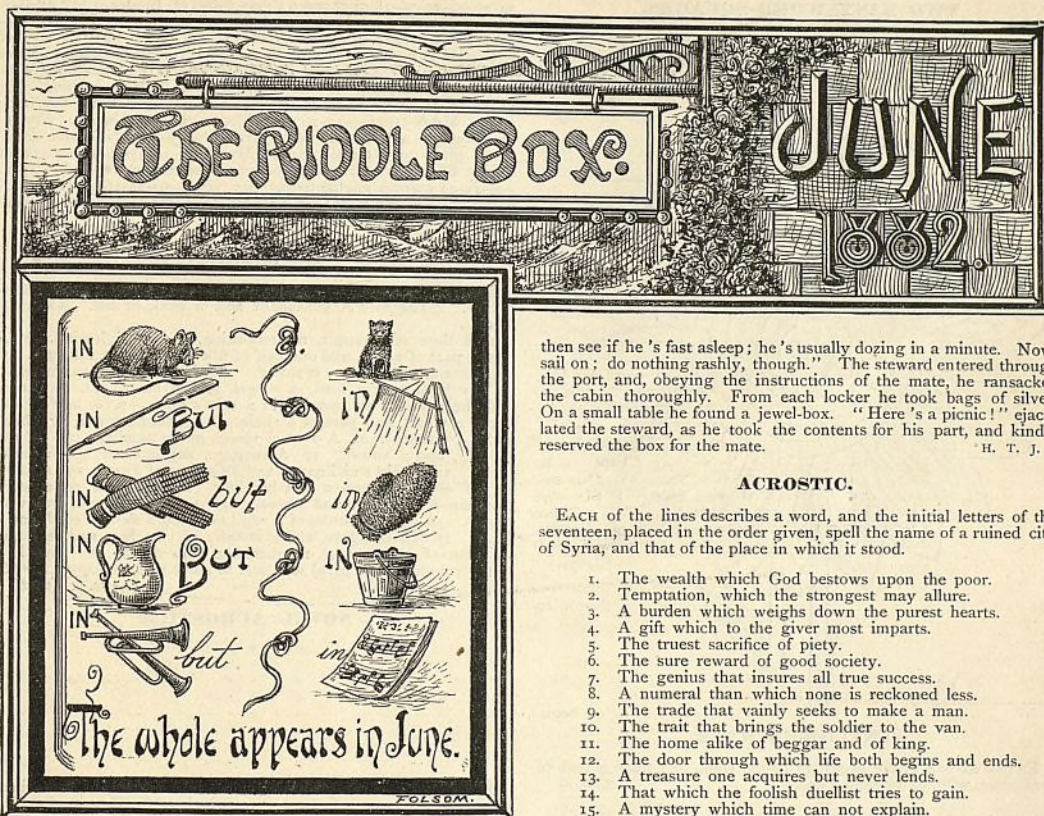 THE RIDDLE BOX.
JUNE
1882.
IN
IN BUT in
IN but in
IN BUT IN
IN but in
The whole appears in June.
FOLSOM.
then see if he 's fast asleep; he 's usually dozing in a minute. Now
sail on; do nothing rashly, though." The steward entered throug
the port, and, obeying the instructions of the mate, he ransacke
the cabin thoroughly. From each locker he took bags of silve
On a small table he found a jewel-box. "Here 's a picnic!" ejac
lated the steward, as he took the contents for his part, and kind
reserved the box for the mate. H. T. J.
ACROSTIC.
EACH of the lines describes a word, and the initial letters of th
seventeen, placed in the order given, spell the name of a ruined cit
of Syria, and that of the place in which it stood.
1. The wealth which God bestows upon the poor.
2. Temptation, which the strongest may allure.
3. A burden which weighs down the purest hearts.
4. A gift which to the giver most imparts.
5. The truest sacrifice of piety.
6. The sure reward of good society.
7. The genius that insures all true success.
8. A numeral than which none is reckoned less.
9. The trade that vainly seeks to make a man.
10. The trait that brings the soldier to the van.
11. The home alike of beggar and of king.
12. The door through which life both begins and ends.
13. A treasure one acquires but never lends.
14. That which the foolish duellist tries to gain.
15. A mystery which time can not explain.